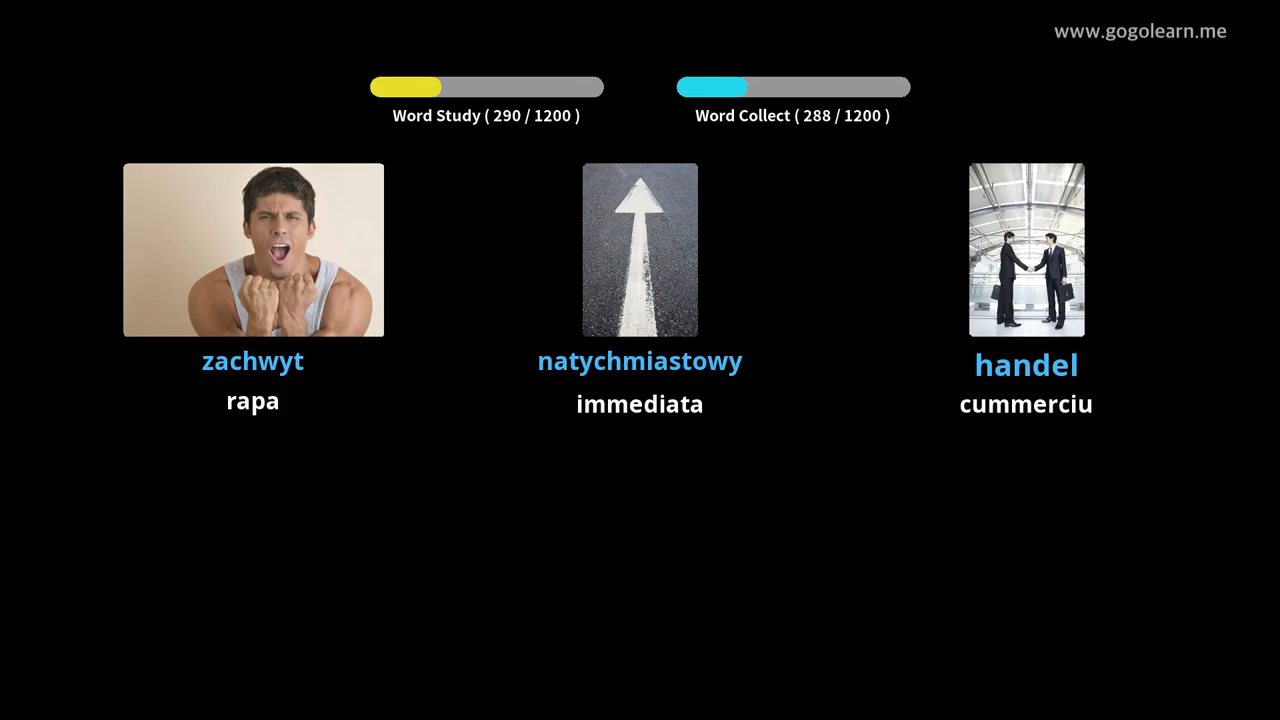 www.gogolearn.me
Word Study ( 290 / 1200 )
Word Collect ( 288 / 1200 )
zachwyt
rapa
natychmiastowy
immediata
handel
cummerciu